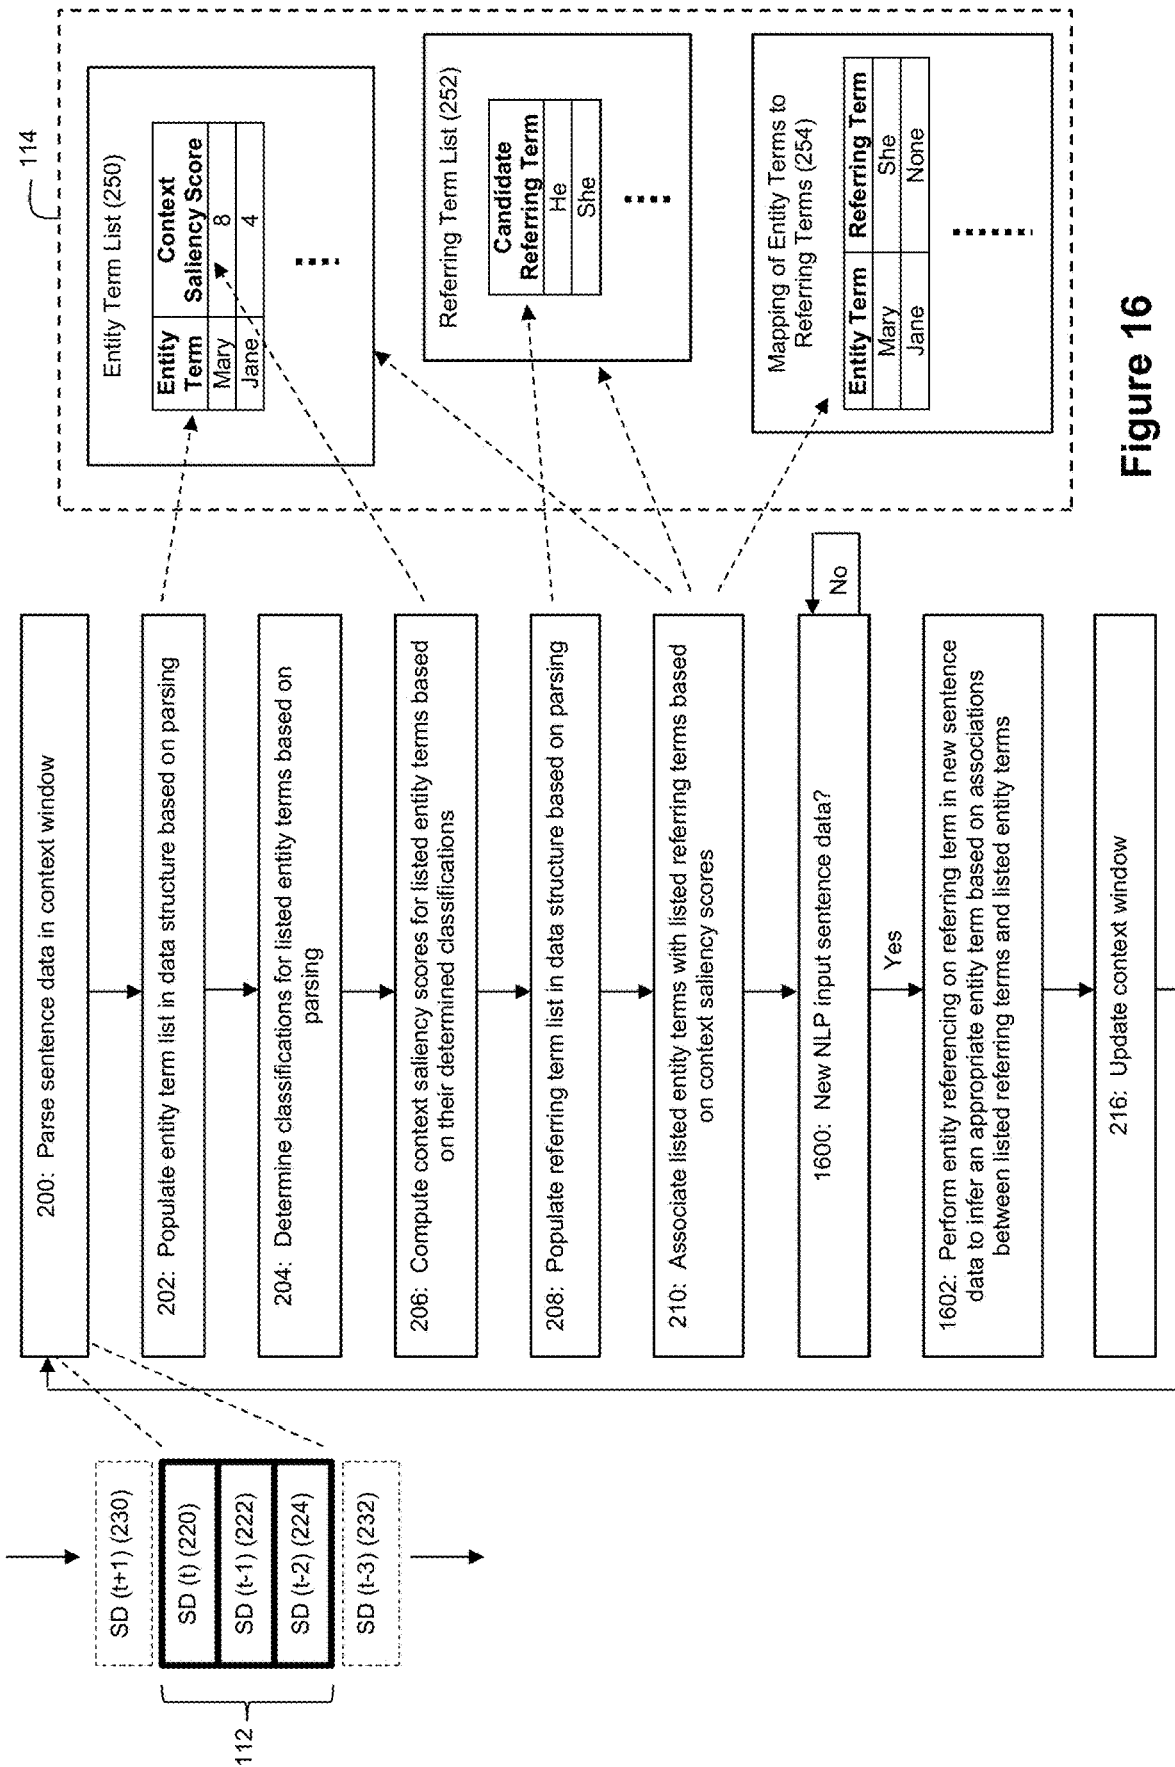 SD (t+1) (230)
SD (t) (220)
SD (t-1) (222)
SD (t-2) (224)
SD (t-3) (232)
112
200: Parse sentence data in context window
202: Populate entity term list in data structure based on parsing
204: Determine classifications for listed entity terms based on
parsing
206: Compute context saliency scores for listed entity terms based
on their determined classifications
208: Populate referring term list in data structure based on parsing
210: Associate listed entity terms with listed referring terms based
on context saliency scores
1600: New NLP input sentence data?
No
Yes
1602: Perform entity referencing on referring term in new sentence
data to infer an appropriate entity term based on associations
between listed referring terms and listed entity terms
216: Update context window
114
Entity Term List (250)
Entity
Term
Context
Saliency Score
Mary
8
Jane
4
Referring Term List (252)
Candidate
Referring Term
He
She
Mapping of Entity Terms to
Referring Terms (254)
Entity Term
Referring Term
Mary
She
Jane
None
Figure 16